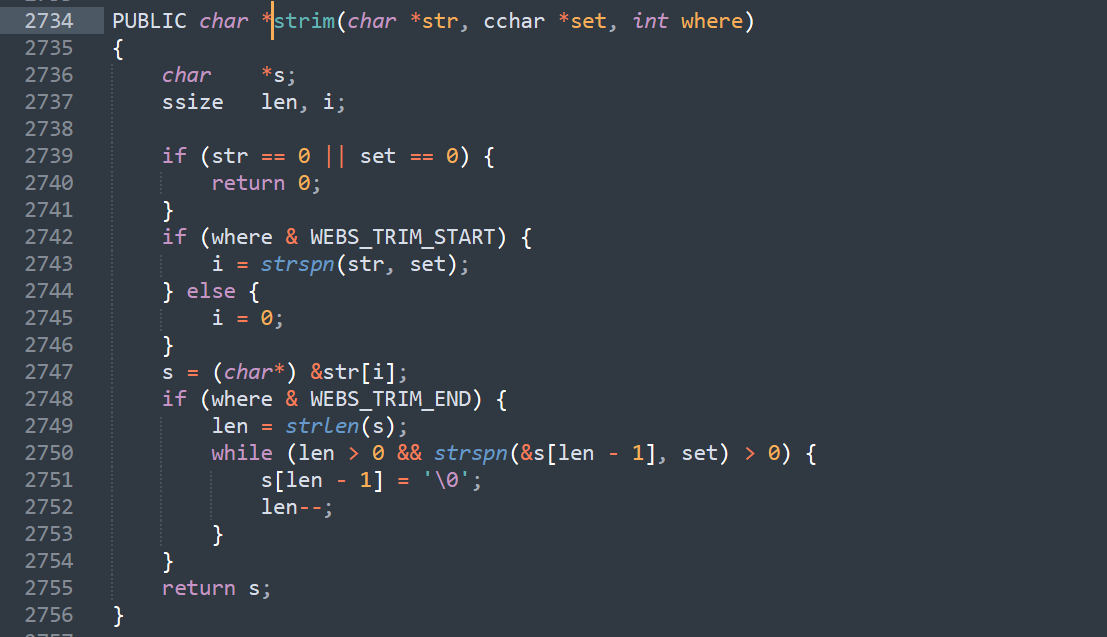 2734 PUBLIC char *strim(char *str, cchar *set, int where)
2735 {
2736     char    *s;
2737     ssize   len, i;
2738
2739     if (str == 0 || set == 0) {
2740         return 0;
2741     }
2742     if (where & WEBS_TRIM_START) {
2743         i = strspn(str, set);
2744     } else {
2745         i = 0;
2746     }
2747     s = (char*) &str[i];
2748     if (where & WEBS_TRIM_END) {
2749         len = strlen(s);
2750         while (len > 0 && strspn(&s[len - 1], set) > 0) {
2751             s[len - 1] = '\0';
2752             len--;
2753         }
2754     }
2755     return s;
2756 }